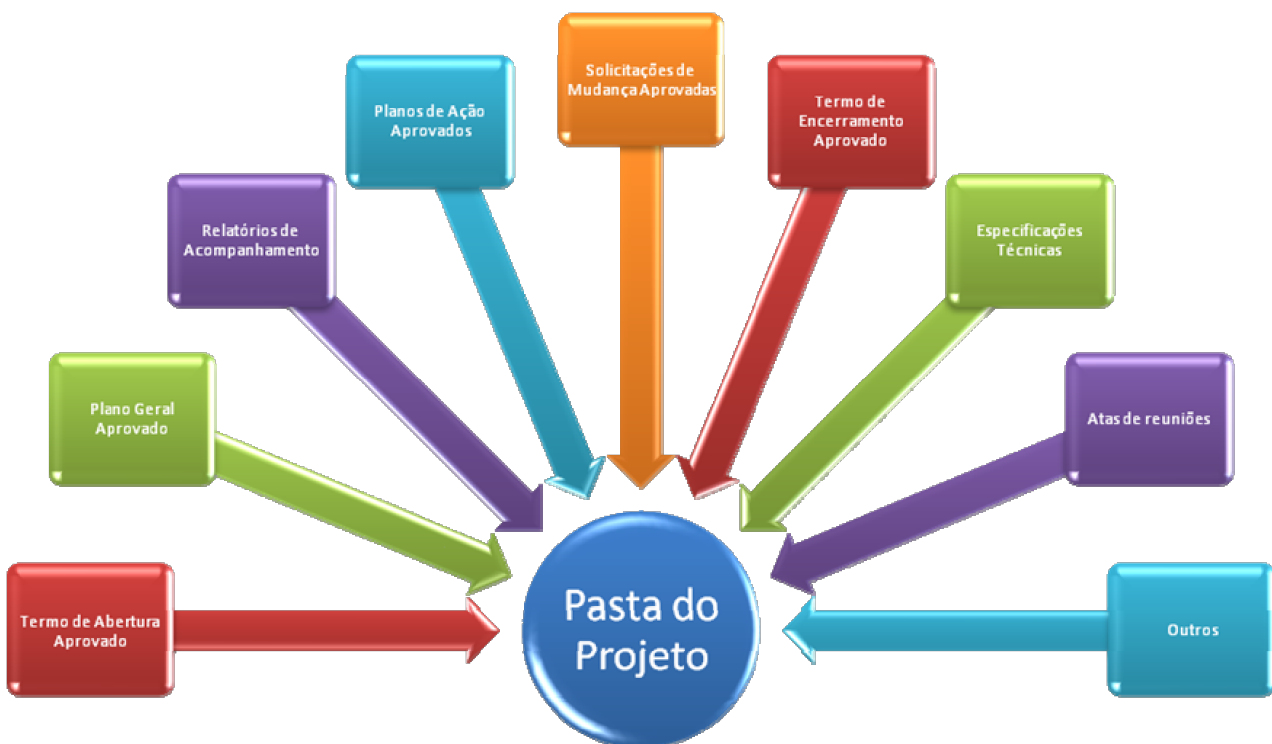 Solicitações de
Mudança Aprovadas
Planos de Ação
Aprovados
Termo de
Encerramento
Aprovado
Relatórios de
Acompanhamento
Especificações
Técnicas
Plano Geral
Aprovado
Atas de reuniões
Termo de Abertura
Aprovado
Pasta do
Projeto
Outros